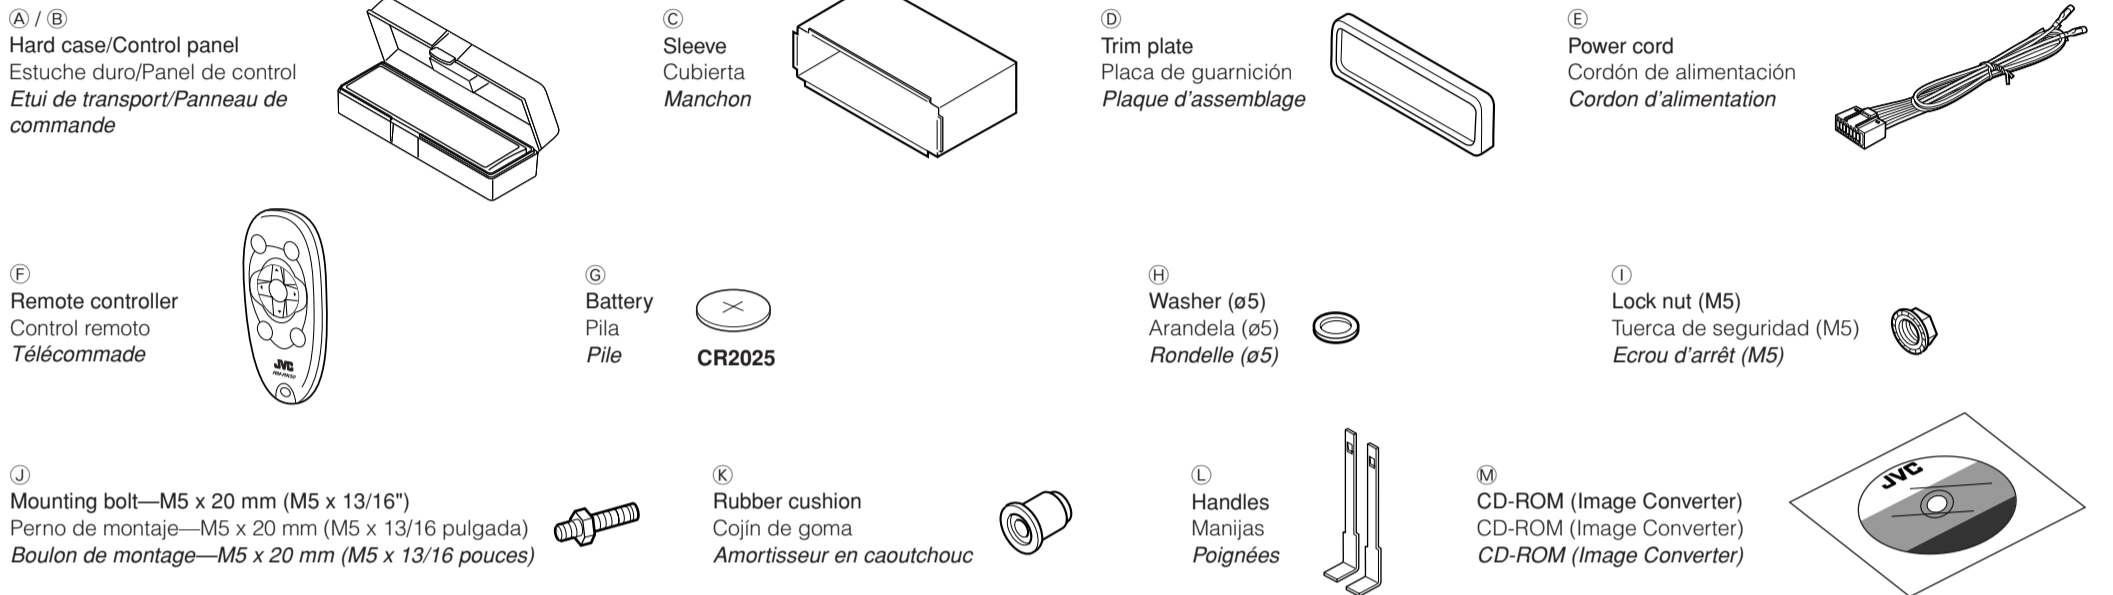 Ⓐ / Ⓑ
Hard case/Control panel
Estuche duro/Panel de control
Etui de transport/Panneau de
commande
Ⓒ
Sleeve
Cubierta
Manchon
Ⓓ
Trim plate
Placa de guarnición
Plaque d’assemblage
Ⓔ
Power cord
Cordón de alimentación
Cordon d’alimentation
Ⓕ
Remote controller
Control remoto
Télécommade
JVC
Ⓖ
Battery
Pila
Pile
CR2025
Ⓗ
Washer (ø5)
Arandela (ø5)
Rondelle (ø5)
Ⓘ
Lock nut (M5)
Tuerca de seguridad (M5)
Ecrou d’arrêt (M5)
Ⓙ
Mounting bolt—M5 x 20 mm (M5 x 13/16")
Perno de montaje—M5 x 20 mm (M5 x 13/16 pulgada)
Boulon de montage—M5 x 20 mm (M5 x 13/16 pouces)
Ⓚ
Rubber cushion
Cojín de goma
Amortisseur en caoutchouc
Ⓛ
Handles
Manijas
Poignées
Ⓜ
CD-ROM (Image Converter)
CD-ROM (Image Converter)
CD-ROM (Image Converter)
JVC